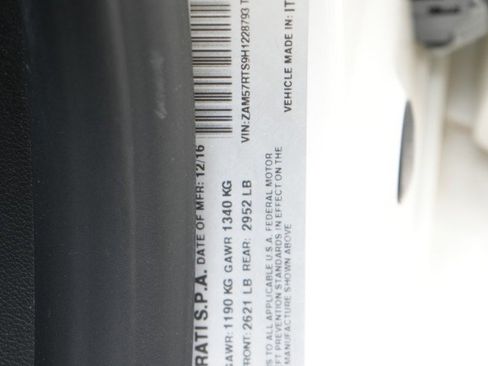 RATI S.P.A. DATE OF MFR: 12/16
GAWR: 1190 KG GAWR 1340 KG
FRONT: 2621 LB REAR: 2952 LB
VIN: ZAM57RTS9H1228793
S TO ALL APPLICABLE U.S.A. FEDERAL MOTOR
FT PREVENTION STANDARDS IN EFFECT ON THE
MANUFACTURE SHOWN ABOVE
VEHICLE MADE IN: IT